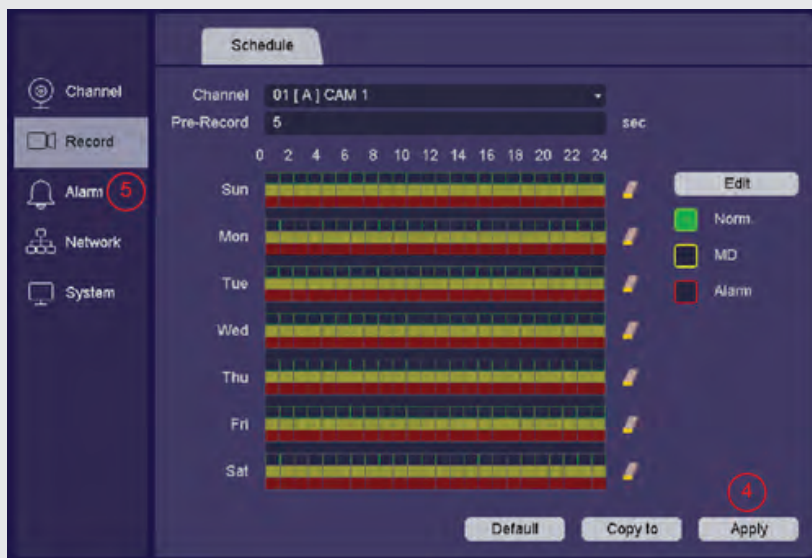 Schedule
Channel
Channel 01 [ A ] CAM 1
Record
Pre-Record 5 sec
0 2 4 6 8 10 12 14 16 18 20 22 24
Alarm 5
Sun
Edit
Norm.
Network
Mon
MD
System
Tue
Alarm
Wed
Thu
Fri
Sat
4
Default Copy to Apply